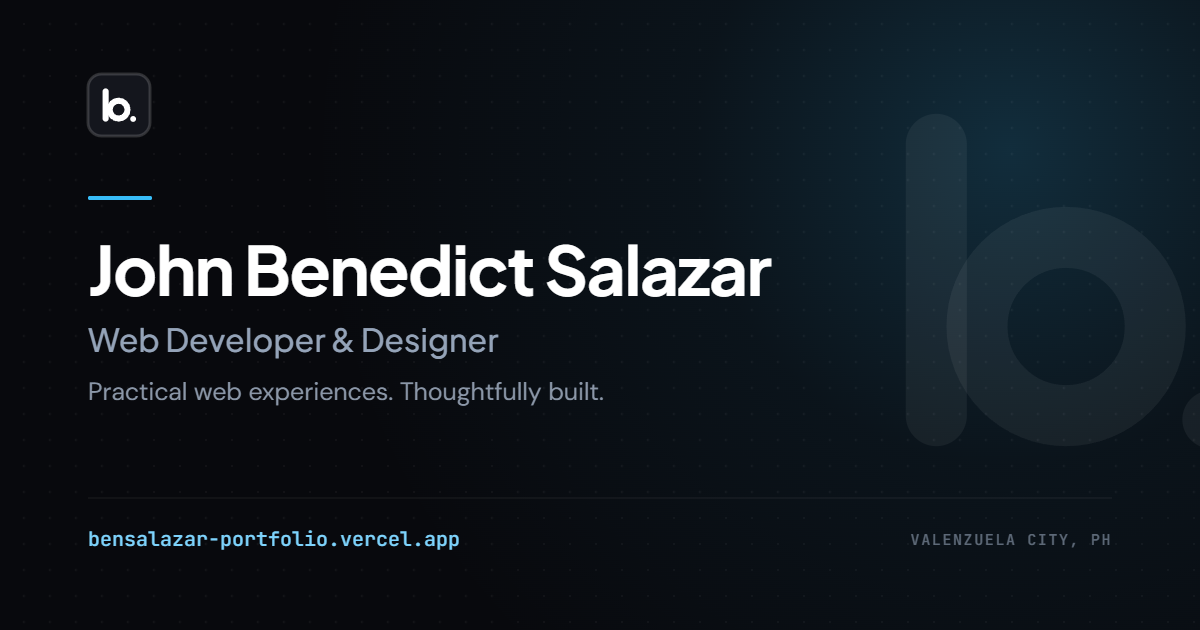 b.
John Benedict Salazar
Web Developer & Designer
Practical web experiences. Thoughtfully built.
bensalazar-portfolio.vercel.app
VALENZUELA CITY, PH
b.